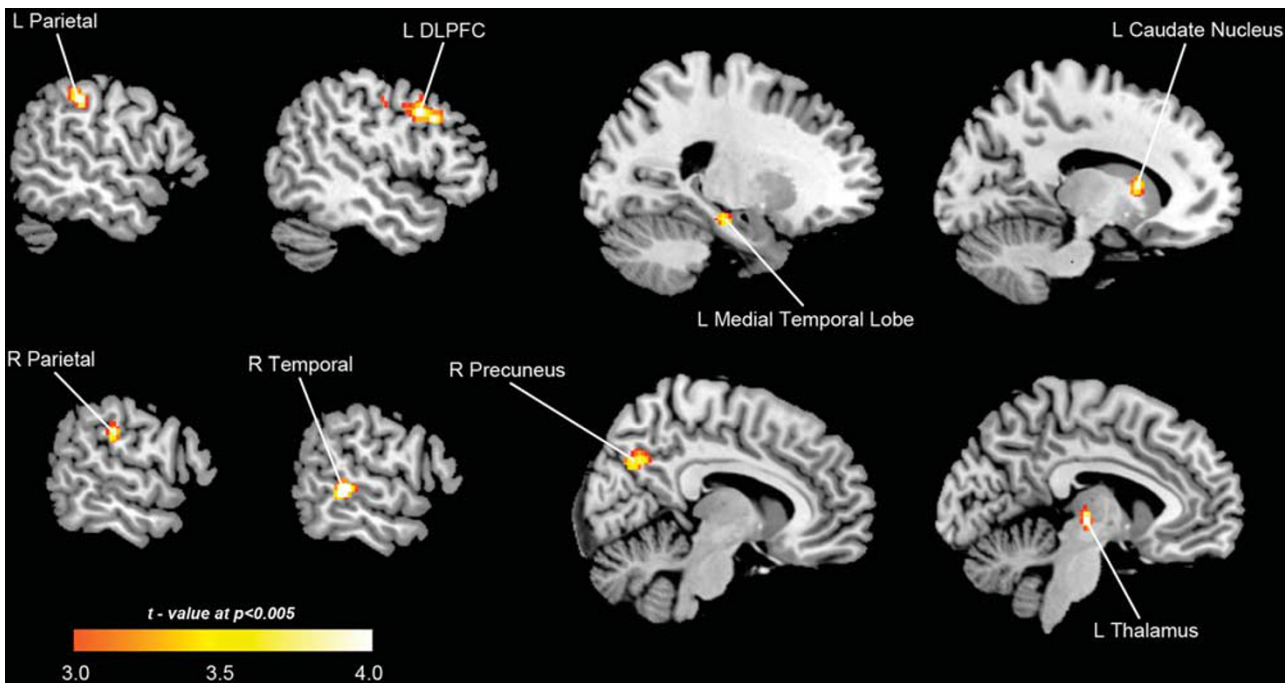 L Parietal
L DLPFC
L Caudate Nucleus
L Medial Temporal Lobe
R Parietal
R Temporal
R Precuneus
L Thalamus
t - value at p<0.005
3.0 3.5 4.0